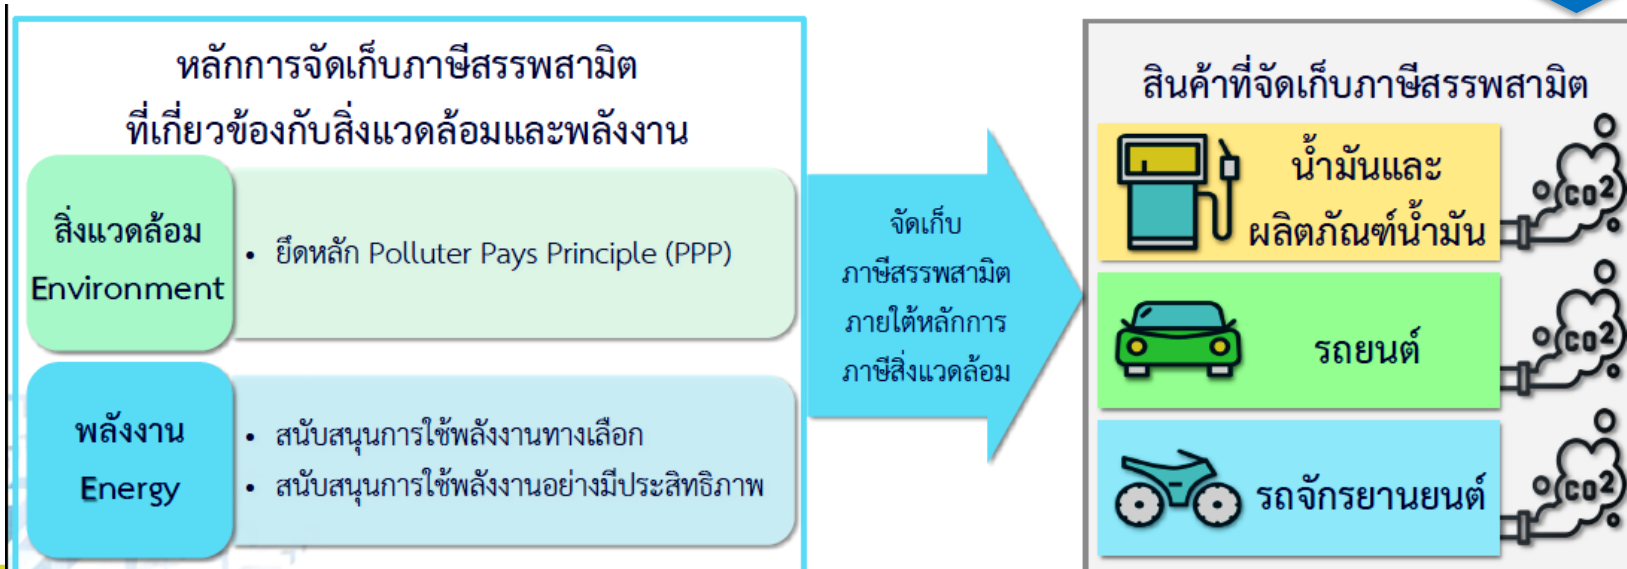 หลักการจัดเก็บภาษีสรรพสามิต
ที่เกี่ยวข้องกับสิ่งแวดล้อมและพลังงาน
สิ่งแวดล้อม
Environment
• ยึดหลัก Polluter Pays Principle (PPP)
พลังงาน
Energy
• สนับสนุนการใช้พลังงานทางเลือก
• สนับสนุนการใช้พลังงานอย่างมีประสิทธิภาพ
จัดเก็บ
ภาษีสรรพสามิต
ภายใต้หลักการ
ภาษีสิ่งแวดล้อม
สินค้าที่จัดเก็บภาษีสรรพสามิต
น้ำมันและ
ผลิตภัณฑ์น้ำมัน
CO2
รถยนต์
CO2
รถจักรยานยนต์
CO2